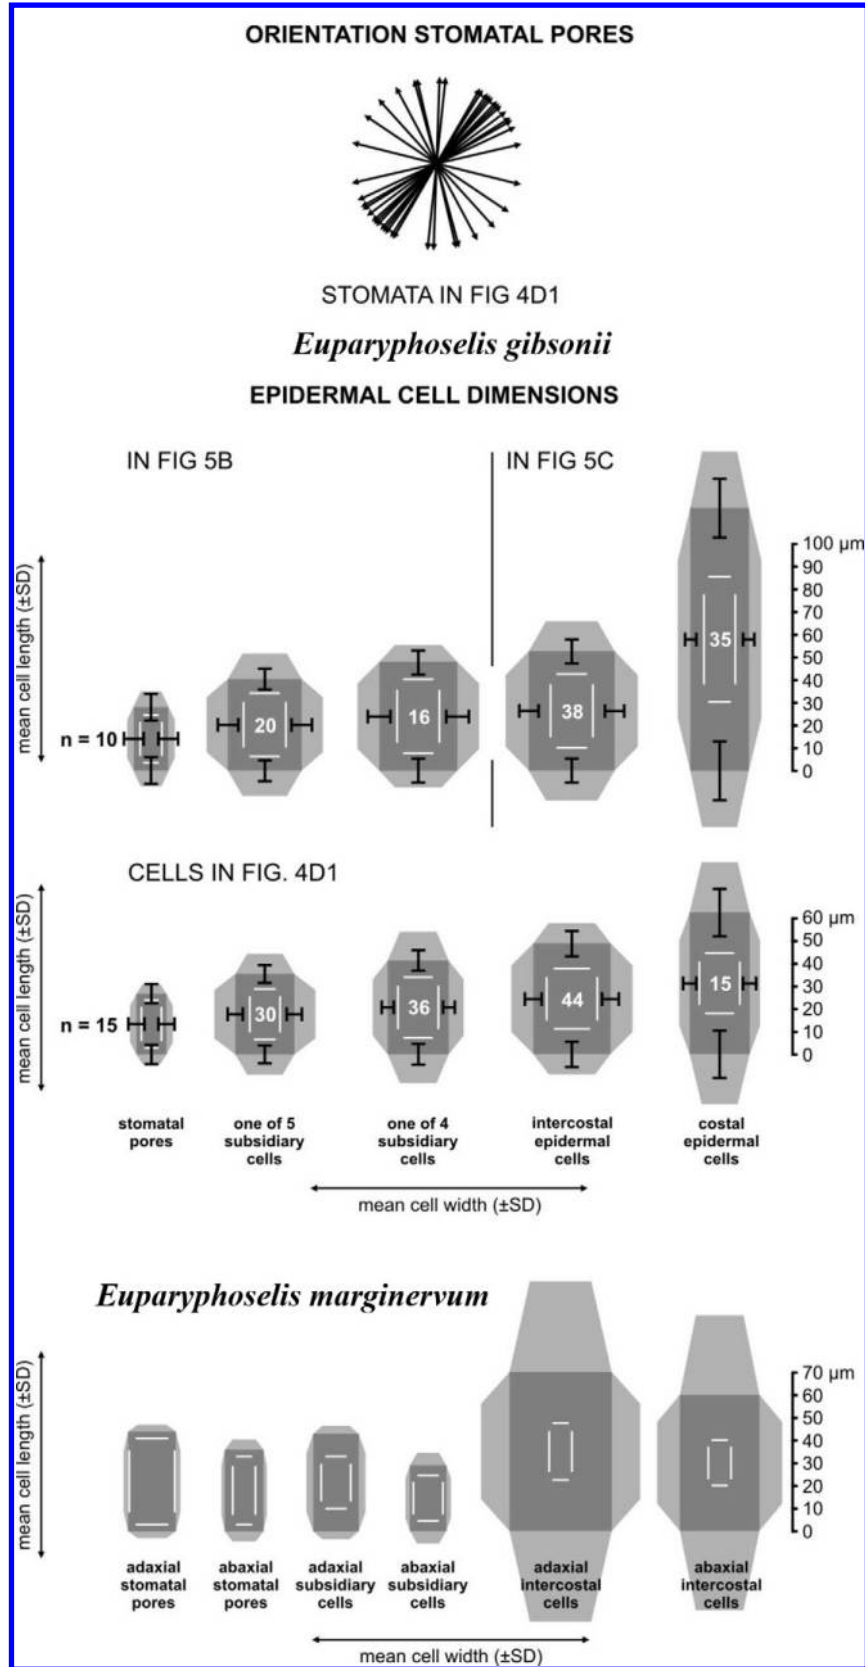 ORIENTATION STOMATAL PORES
STOMATA IN FIG 4D1
Euparyphoselis gibsonii
EPIDERMAL CELL DIMENSIONS
IN FIG 5B
IN FIG 5C
mean cell length (±SD)
n = 10
20
16
38
35
100 µm
90
80
70
60
50
40
30
20
10
0
CELLS IN FIG. 4D1
mean cell length (±SD)
n = 15
30
36
44
15
60 µm
50
40
30
20
10
0
stomatal
pores
one of 5
subsidiary
cells
one of 4
subsidiary
cells
intercostal
epidermal
cells
costal
epidermal
cells
mean cell width (±SD)
Euparyphoselis marginervum
mean cell length (±SD)
70 µm
60
50
40
30
20
10
0
adaxial
stomatal
pores
abaxial
stomatal
pores
adaxial
subsidiary
cells
abaxial
subsidiary
cells
adaxial
intercostal
cells
abaxial
intercostal
cells
mean cell width (±SD)